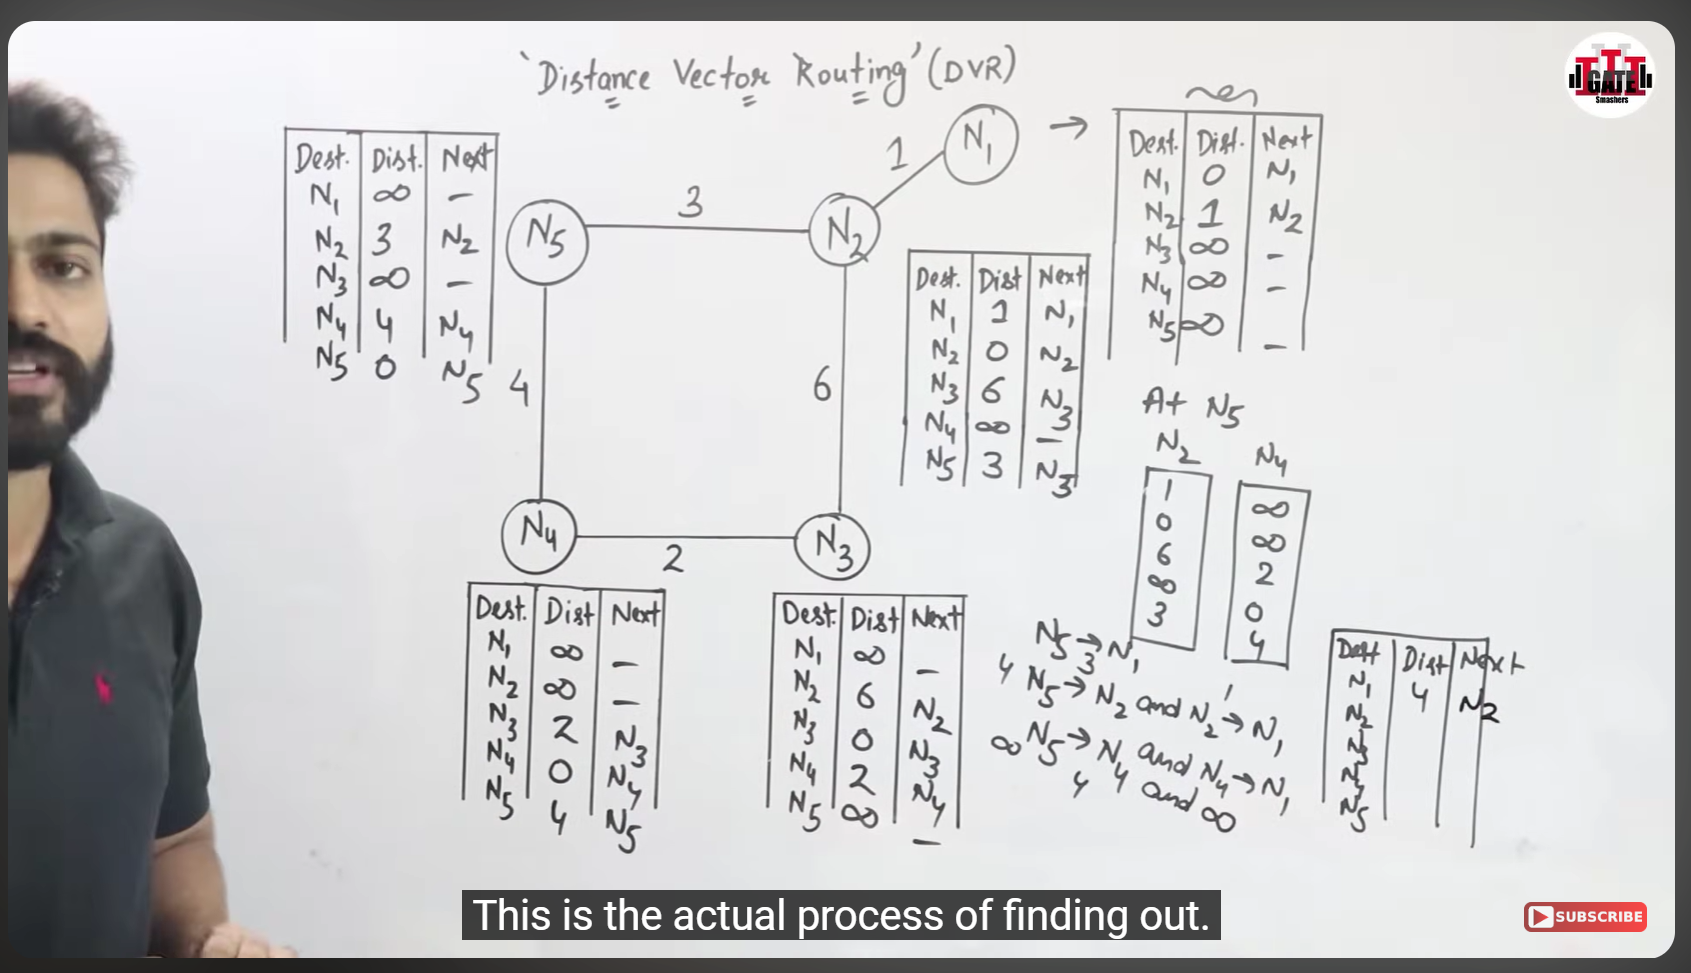 'Distance Vector Routing' (DVR)
GATE
Smashers
Dest. Dist. Next
N1 ∞ -
N2 3 N2
N3 ∞ -
N4 4 N4
N5 0 N5
N5
3
N2
1
N1
→
Dest. Dist. Next
N1 0 N1
N2 1 N2
N3 ∞ -
N4 ∞ -
N5 ∞ -
4
6
Dest. Dist Next
N1 1 N1
N2 0 N2
N3 6 N3
N4 ∞ -
N5 3 N3
N4
2
N3
Dest. Dist Next
N1 ∞ -
N2 ∞ -
N3 2 N3
N4 0 N4
N5 4 N5
Dest. Dist Next
N1 ∞ -
N2 6 N2
N3 0 N3
N4 2 N4
N5 ∞ -
At N5
N2
1
0
6
∞
3
N4
∞
∞
2
0
4
N5 → N1
3 1
4 N5 → N2 and N2 → N1
∞ N5 → N4 and N4 → N1
4 and ∞
Dest Dist Next
N1 4 N2
N2
N3
N4
N5
This is the actual process of finding out.
SUBSCRIBE